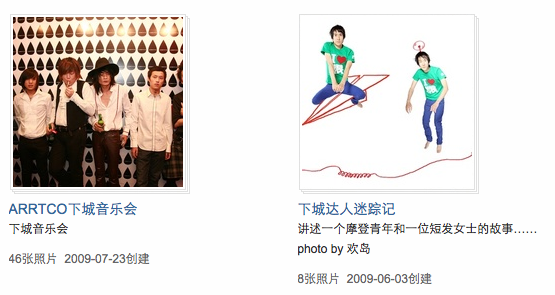 ARRTCO下城音乐会
下城音乐会
46张照片 2009-07-23创建
下城达人迷踪记
讲述一个摩登青年和一位短发女士的故事……
photo by 欢岛
8张照片 2009-06-03创建